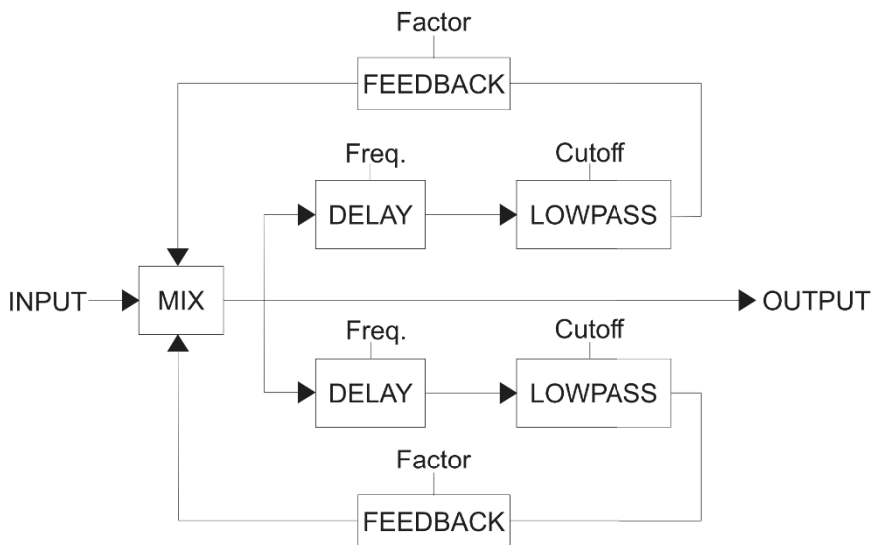 Factor
FEEDBACK
Freq.
Cutoff
DELAY
LOWPASS
INPUT
MIX
OUTPUT
Freq.
Cutoff
DELAY
LOWPASS
Factor
FEEDBACK